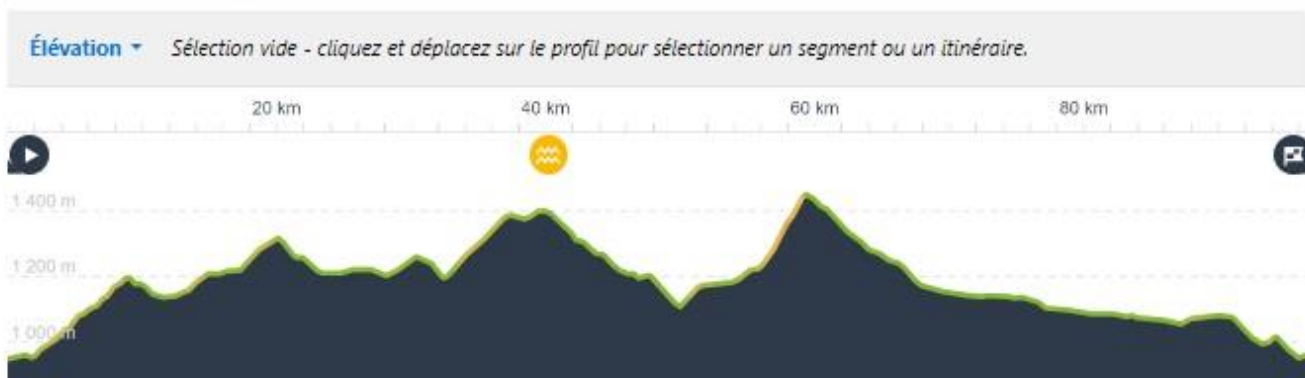 Élévation Sélection vide - cliquez et déplacez sur le profil pour sélectionner un segment ou un itinéraire.
20 km 40 km 60 km 80 km
1 400 m
1 200 m
1 000 m